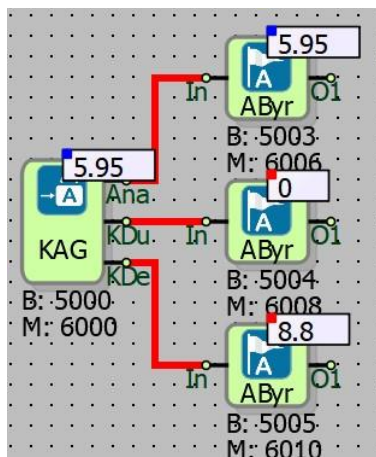 5.95
A
In
O1
AByr
B: 5003
M: 6006
5.95
A
Ana
KDu
KDe
KAG
B: 5000
M: 6000
0
A
In
O1
AByr
B: 5004
M: 6008
8.8
A
In
O1
AByr
B: 5005
M: 6010